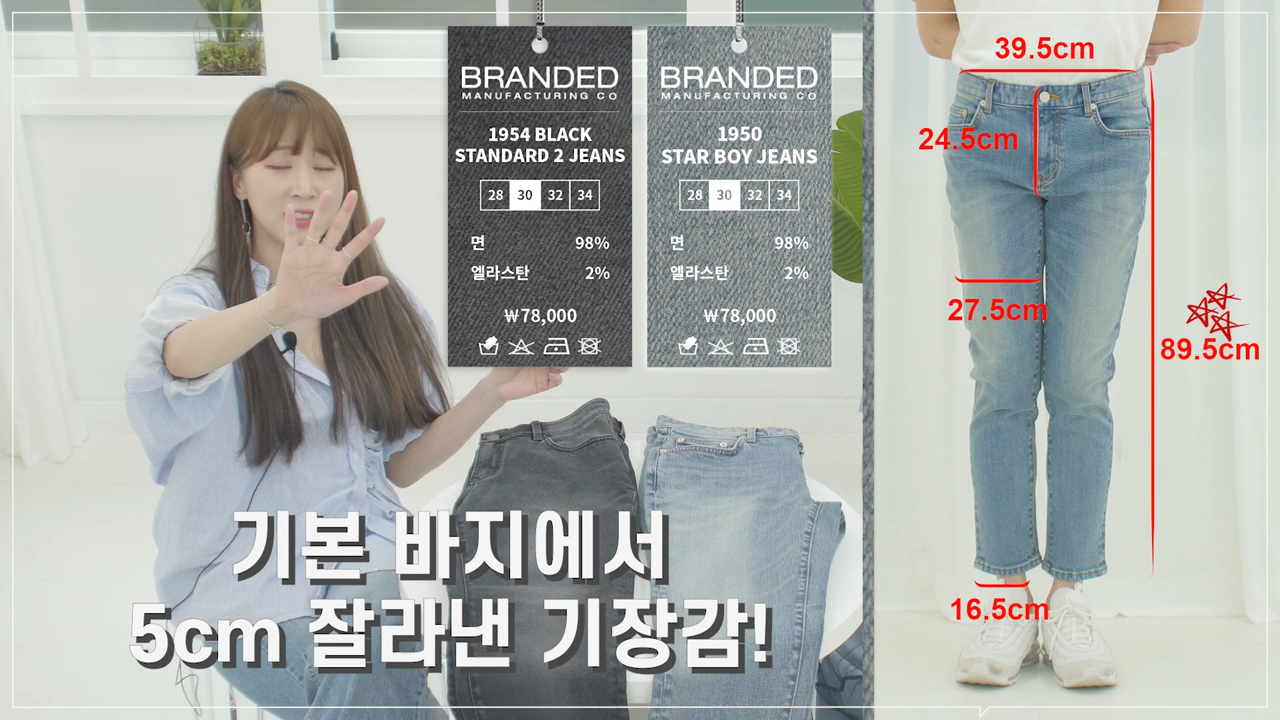 BRANDED
MANUFACTURING CO
1954 BLACK
STANDARD 2 JEANS
28 30 32 34
면 98%
엘라스탄 2%
₩78,000
BRANDED
MANUFACTURING CO
1950
STAR BOY JEANS
28 30 32 34
면 98%
엘라스탄 2%
₩78,000
39.5cm
24.5cm
27.5cm
89.5cm
16.5cm
기본 바지에서
5cm 잘라낸 기장감!